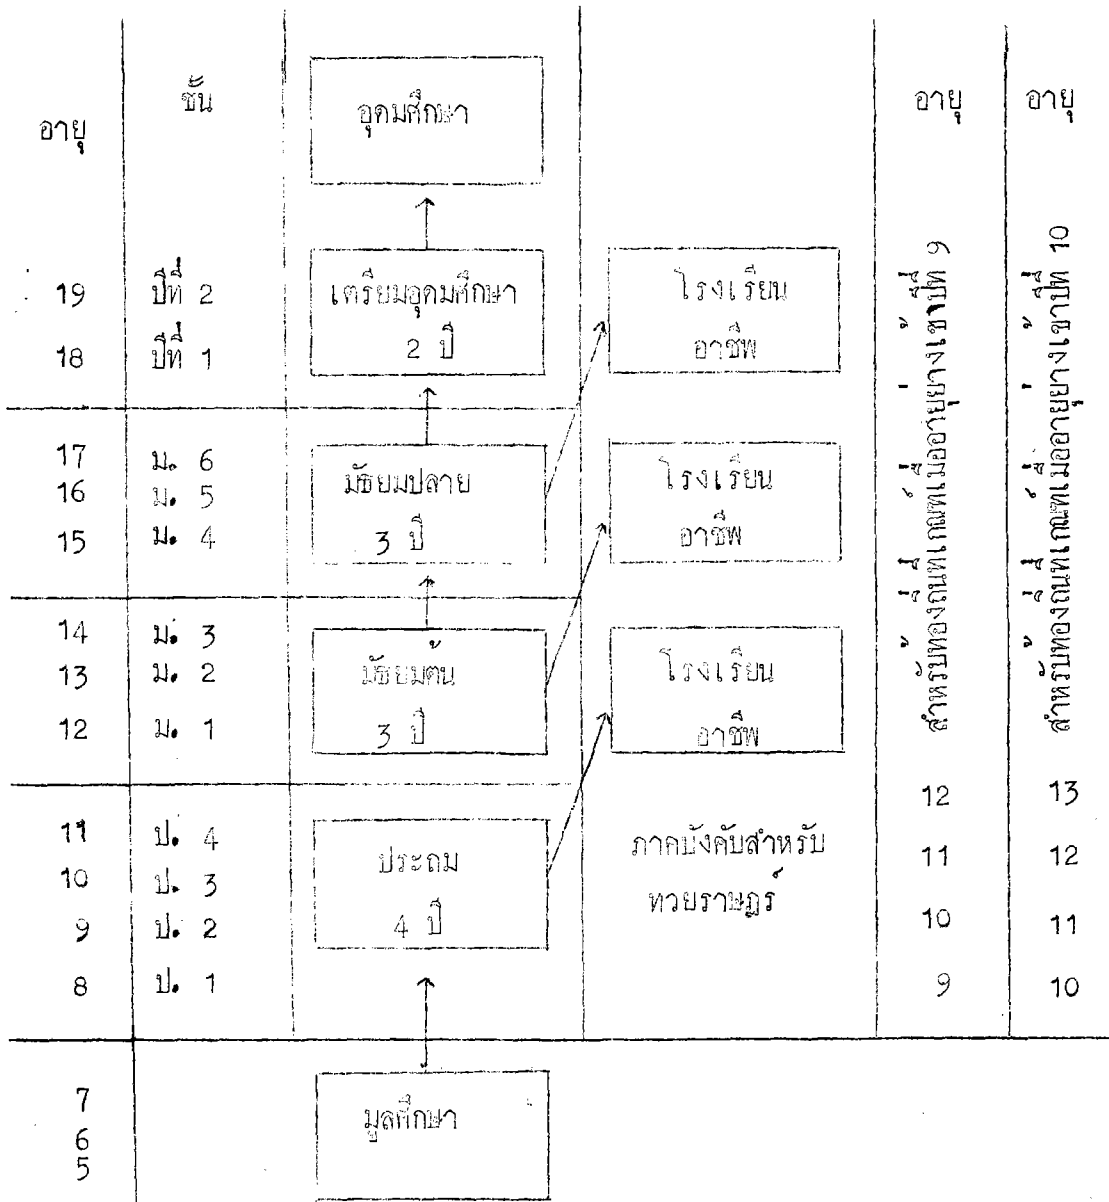 อายุ
ชั้น
อุดมศึกษา
อายุ
อายุ
19
ปีที่ 2
18
ปีที่ 1
เตรียมอุดมศึกษา
2 ปี
โรงเรียน
อาชีพ
17
ม. 6
16
ม. 5
15
ม. 4
มัธยมปลาย
3 ปี
โรงเรียน
อาชีพ
14
ม. 3
13
ม. 2
12
ม. 1
มัธยมต้น
3 ปี
โรงเรียน
อาชีพ
สำหรับท้องถิ่นที่เกณฑ์เมื่ออายุย่างเข้าปีที่ 9
สำหรับท้องถิ่นที่เกณฑ์เมื่ออายุย่างเข้าปีที่ 10
11
ป. 4
10
ป. 3
9
ป. 2
8
ป. 1
ประถม
4 ปี
ภาคบังคับสำหรับ
ทวยราษฎร์
12
11
10
9
13
12
11
10
7
6
5
มูลศึกษา